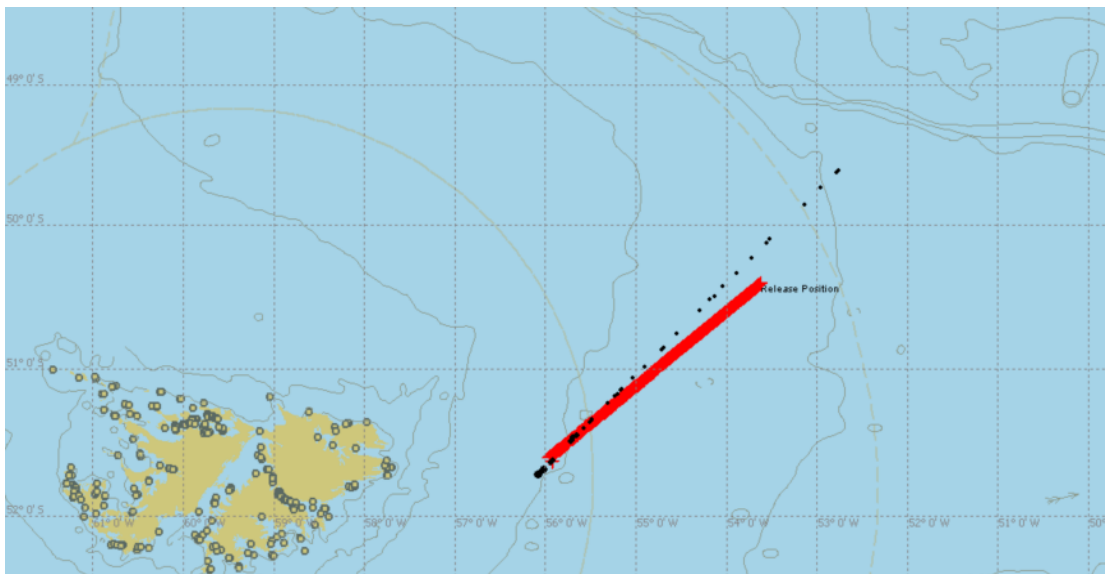 49° 0,' S
50° 0,' S
Release Position
51° 0,' S
52° 0,' S
61° 0,' W
60° 0,' W
59° 0,' W
58° 0,' W
57° 0,' W
56° 0,' W
55° 0,' W
54° 0,' W
53° 0,' W
52° 0,' W
51° 0,' W
50°